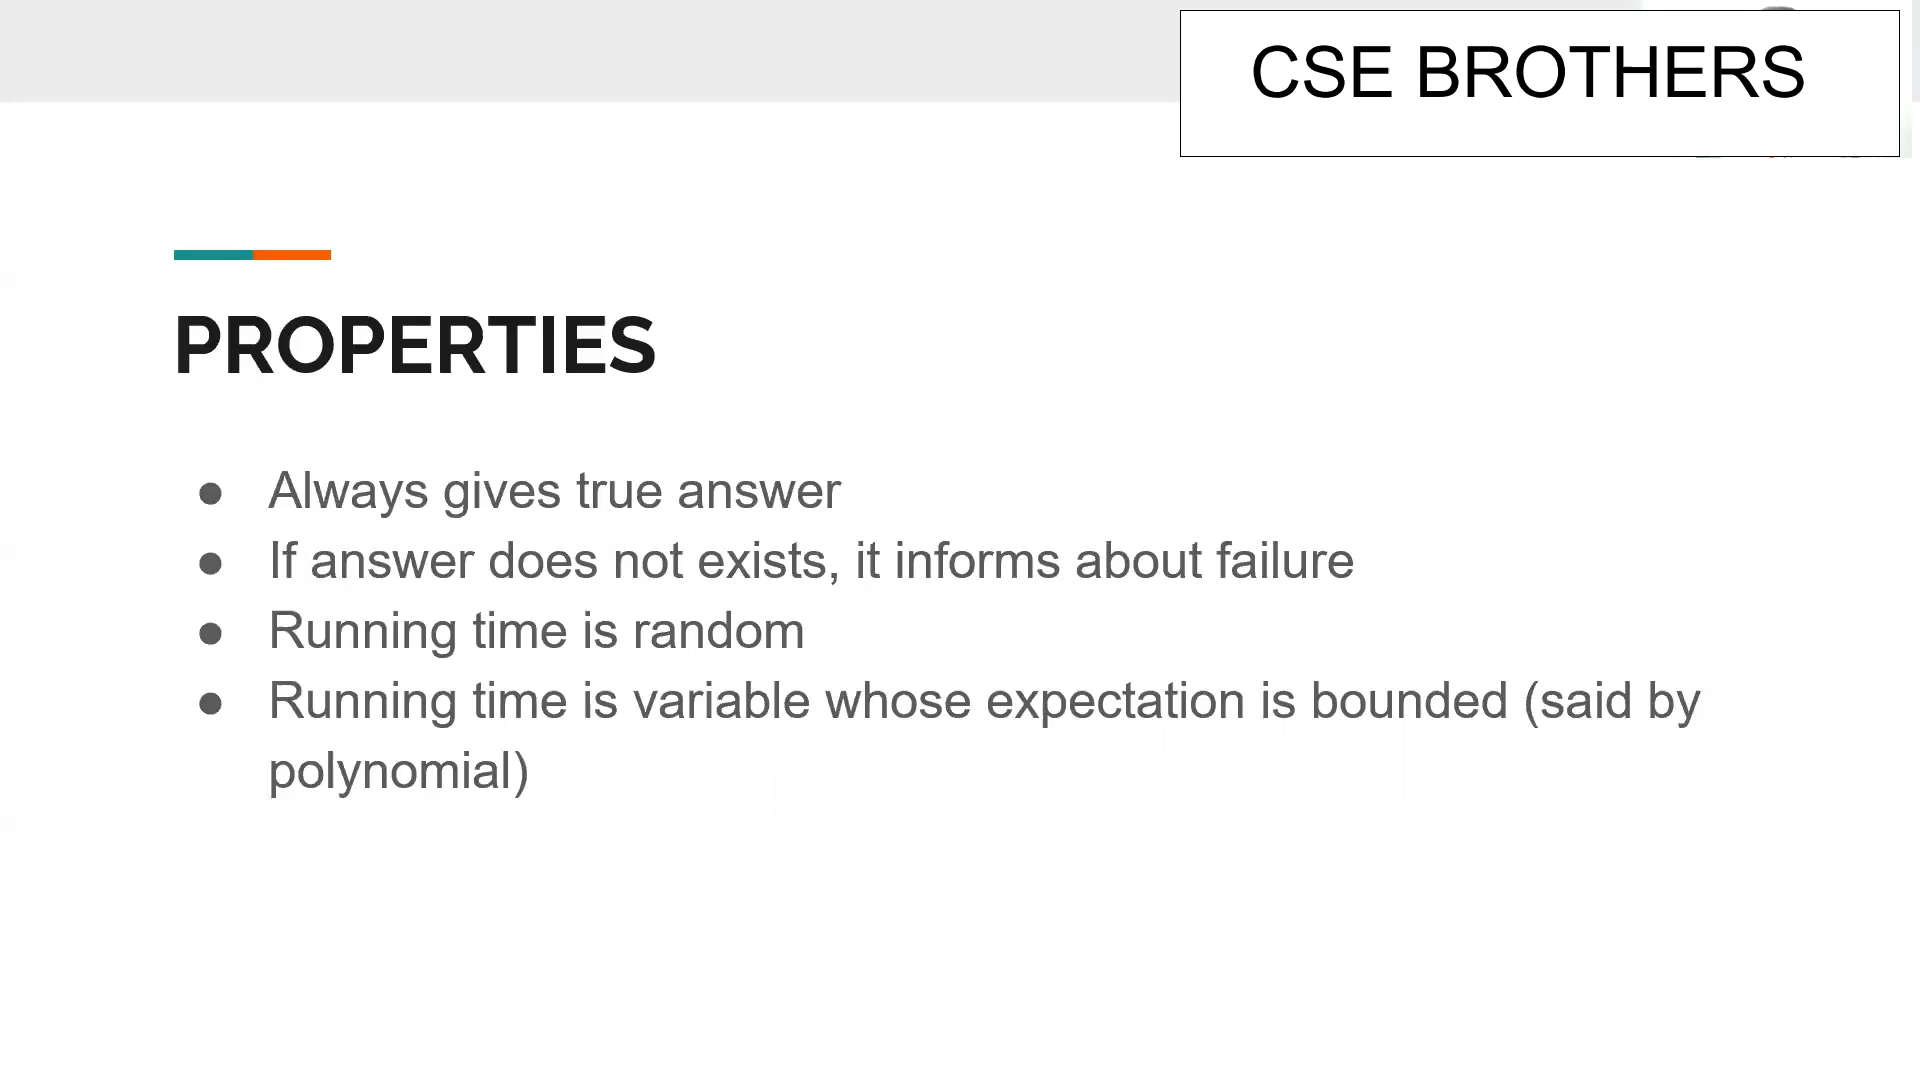 CSE BROTHERS
PROPERTIES
● Always gives true answer
● If answer does not exists, it informs about failure
● Running time is random
● Running time is variable whose expectation is bounded (said by
polynomial)